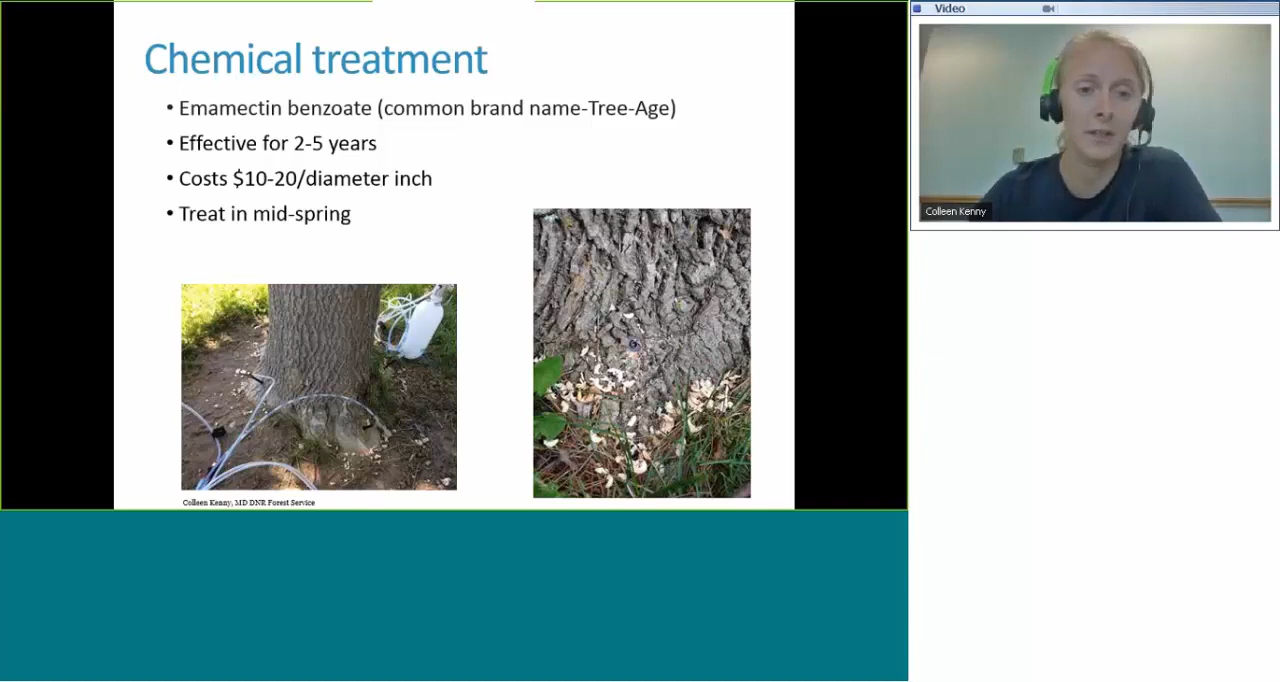 Chemical treatment
• Emamectin benzoate (common brand name-Tree-Age)
• Effective for 2-5 years
• Costs $10-20/diameter inch
• Treat in mid-spring
Colleen Kenny, MD DNR Forest Service
Video
Colleen Kenny